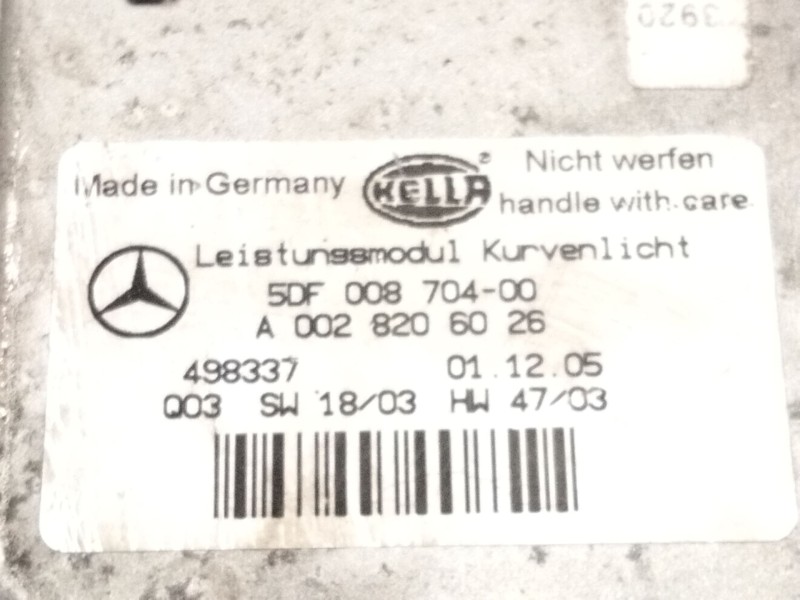 3920
Made in Germany
HELLA
®
Nicht werfen
handle with care
Leistungsmodul Kurvenlicht
5DF 008 704-00
A 002 820 60 26
498337 01.12.05
Q03 SW 18/03 HW 47/03